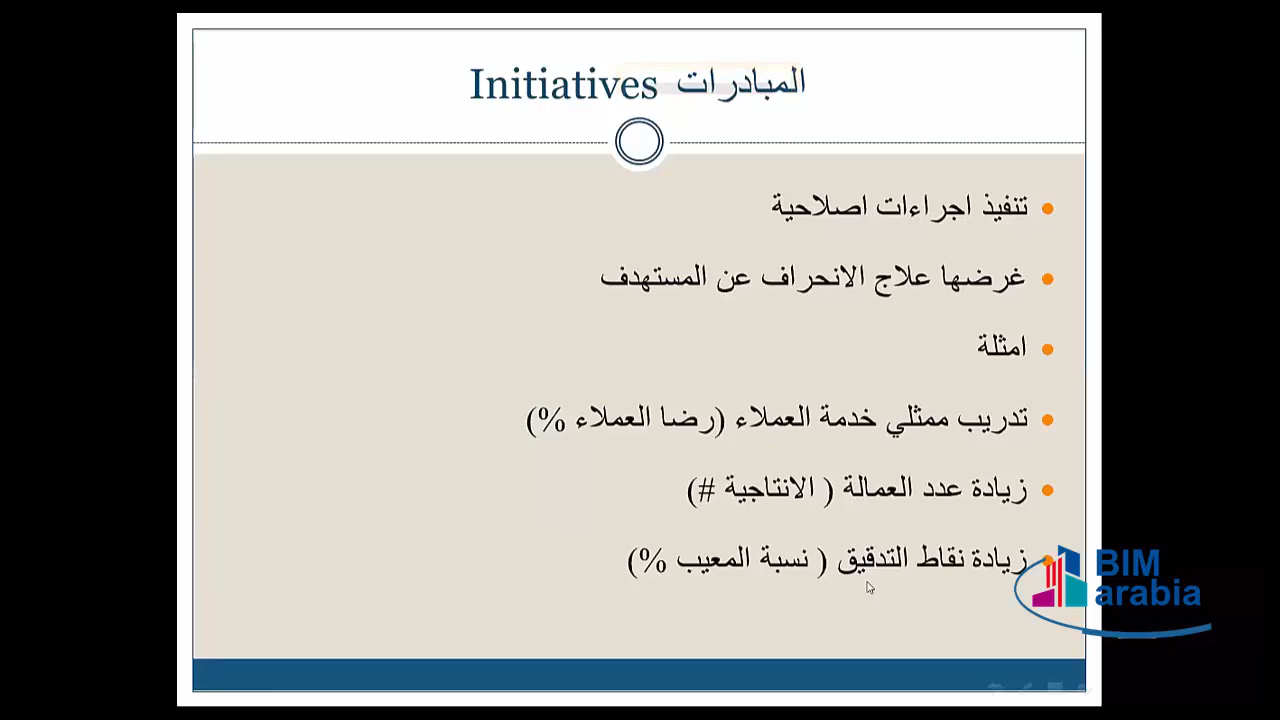 المبادرات Initiatives
تنفيذ اجراءات اصلاحية
غرضها علاج الانحراف عن المستهدف
امثلة
تدريب ممثلي خدمة العملاء (رضا العملاء %)
زيادة عدد العمالة ( الانتاجية #)
زيادة نقاط التدقيق ( نسبة المعيب %)
BIM
arabia